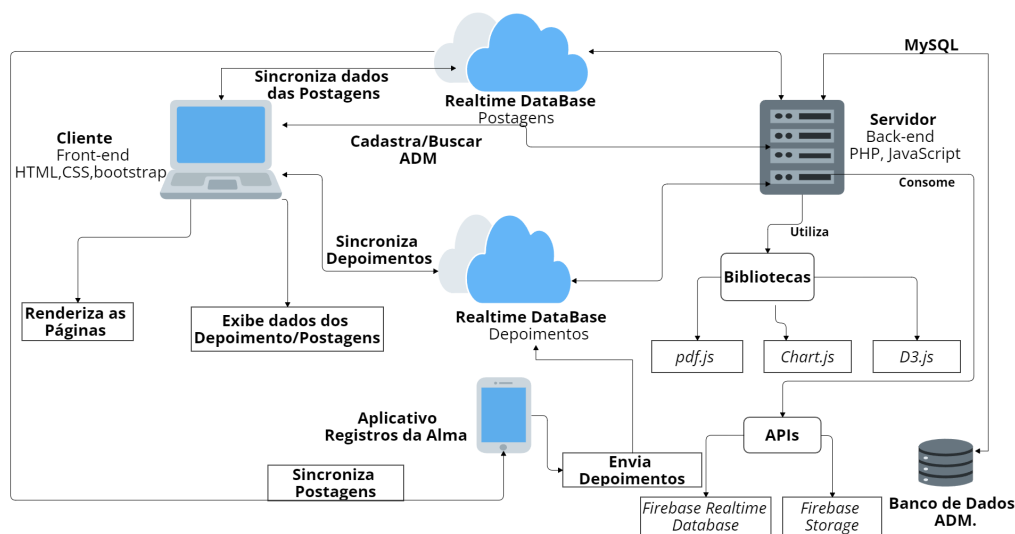 MySQL
Sincroniza dados
das Postagens
Realtime DataBase
Postagens
Cliente
Front-end
HTML,CSS,bootstrap
Cadastra/Buscar
ADM
Servidor
Back-end
PHP, JavaScript
Consome
Utiliza
Sincroniza
Depoimentos
Bibliotecas
Renderiza as
Páginas
Exibe dados dos
Depoimento/Postagens
Realtime DataBase
Depoimentos
pdf.js
Chart.js
D3.js
Aplicativo
Registros da Alma
APIs
Envia
Depoimentos
Sincroniza
Postagens
Firebase Realtime
Database
Firebase
Storage
Banco de Dados
ADM.